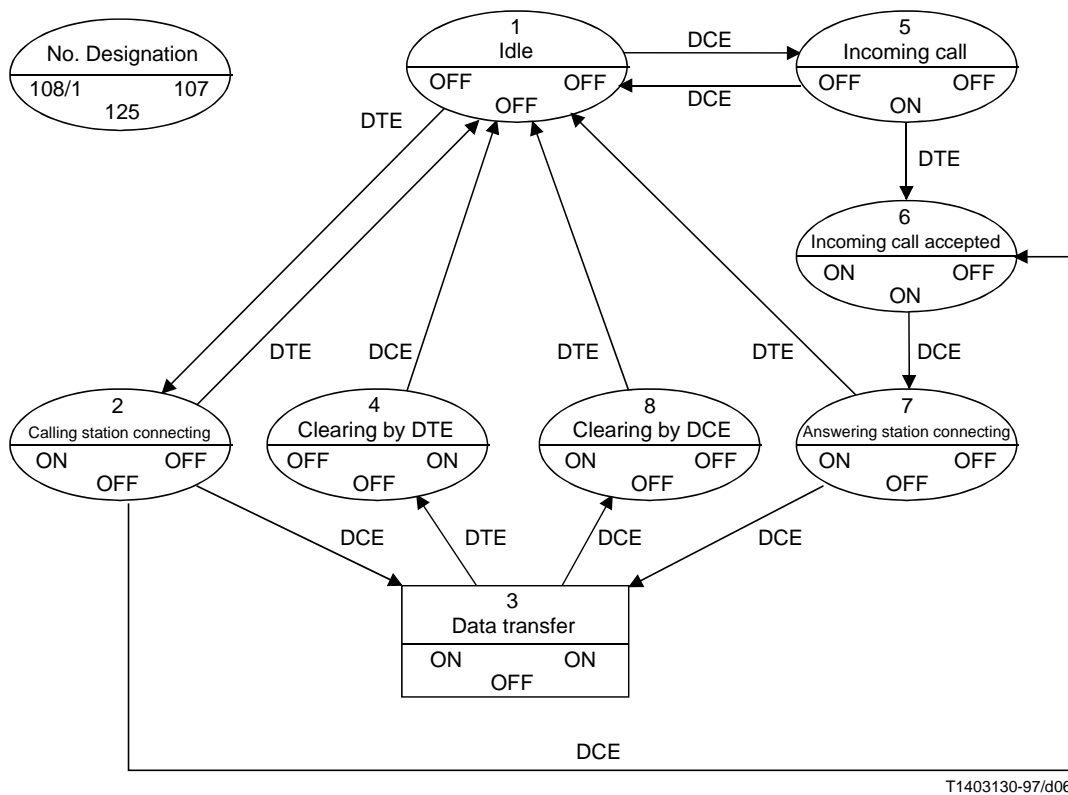 No. Designation
108/1 107
125
1
Idle
OFF OFF
OFF
DCE
DCE
5
Incoming call
OFF OFF
ON
DTE
DTE
6
Incoming call accepted
ON OFF
ON
DTE
DCE
DTE
DTE
DCE
2
Calling station connecting
ON OFF
OFF
4
Clearing by DTE
OFF ON
OFF
8
Clearing by DCE
ON OFF
OFF
7
Answering station connecting
ON OFF
OFF
DCE
DTE
DCE
DCE
3
Data transfer
ON ON
OFF
DCE
T1403130-97/d06